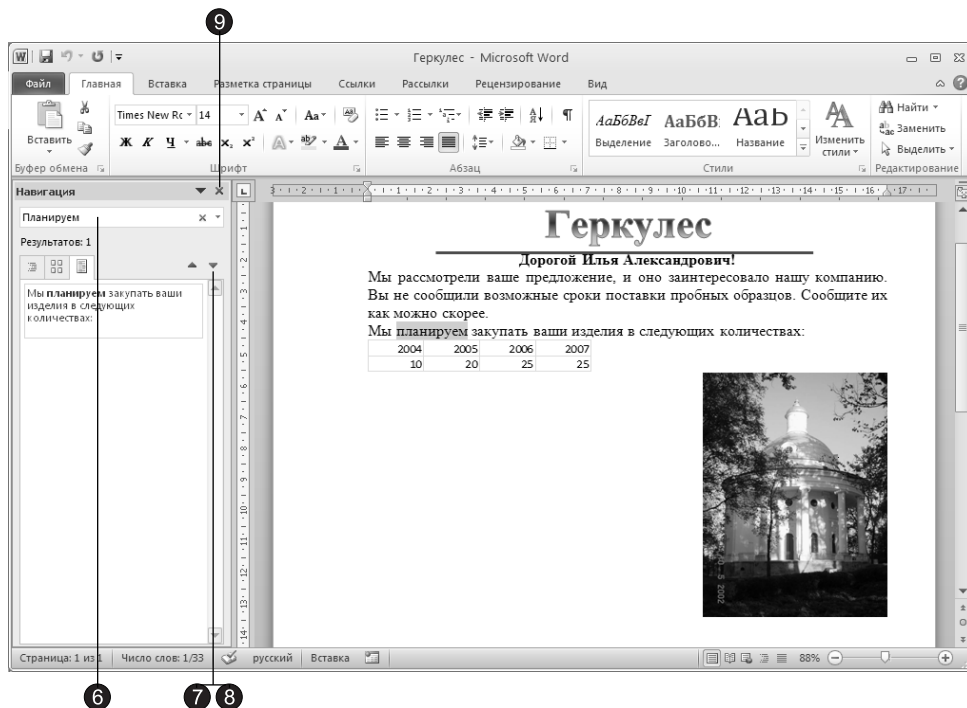 9
Геркулес - Microsoft Word
Файл Главная Вставка Разметка страницы Ссылки Рассылки Рецензирование Вид
Times New Rc 14 Aa
АаБбВвГ АаБбВ: АаЬ
Найти
Заменить
Выделить
Вставить
Ж К Ч abc x₂ x²
Выделение Заголово... Название
Изменить стили
Буфер обмена Шрифт Абзац Стили Редактирование
Навигация
Планируем
Результатов: 1
Мы планируем закупать ваши
изделия в следующих
количествах:
Геркулес
Дорогой Илья Александрович!
Мы рассмотрели ваше предложение, и оно заинтересовало нашу компанию.
Вы не сообщили возможные сроки поставки пробных образцов. Сообщите их
как можно скорее.
Мы планируем закупать ваши изделия в следующих количествах:
2004 2005 2006 2007
10 20 25 25
Страница: 1 из 1 Число слов: 1/33 русский Вставка 88%
6 7 8